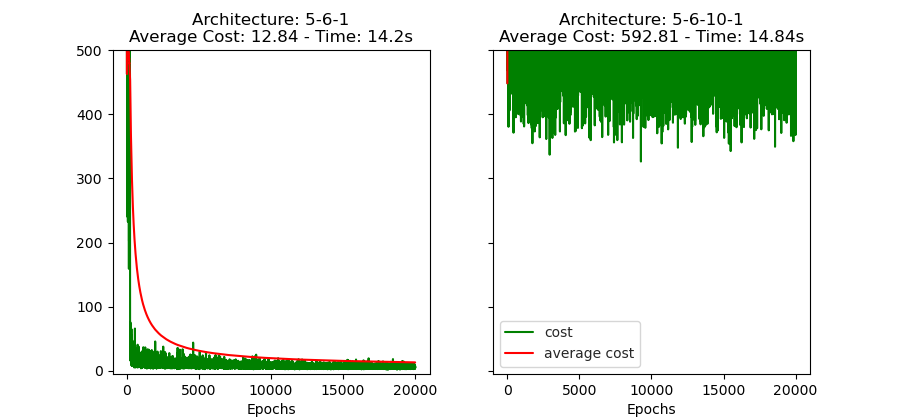 Architecture: 5-6-1
Average Cost: 12.84 - Time: 14.2s
500
400
300
200
100
0
0 5000 10000 15000 20000
Epochs
Architecture: 5-6-10-1
Average Cost: 592.81 - Time: 14.84s
cost
average cost
0 5000 10000 15000 20000
Epochs